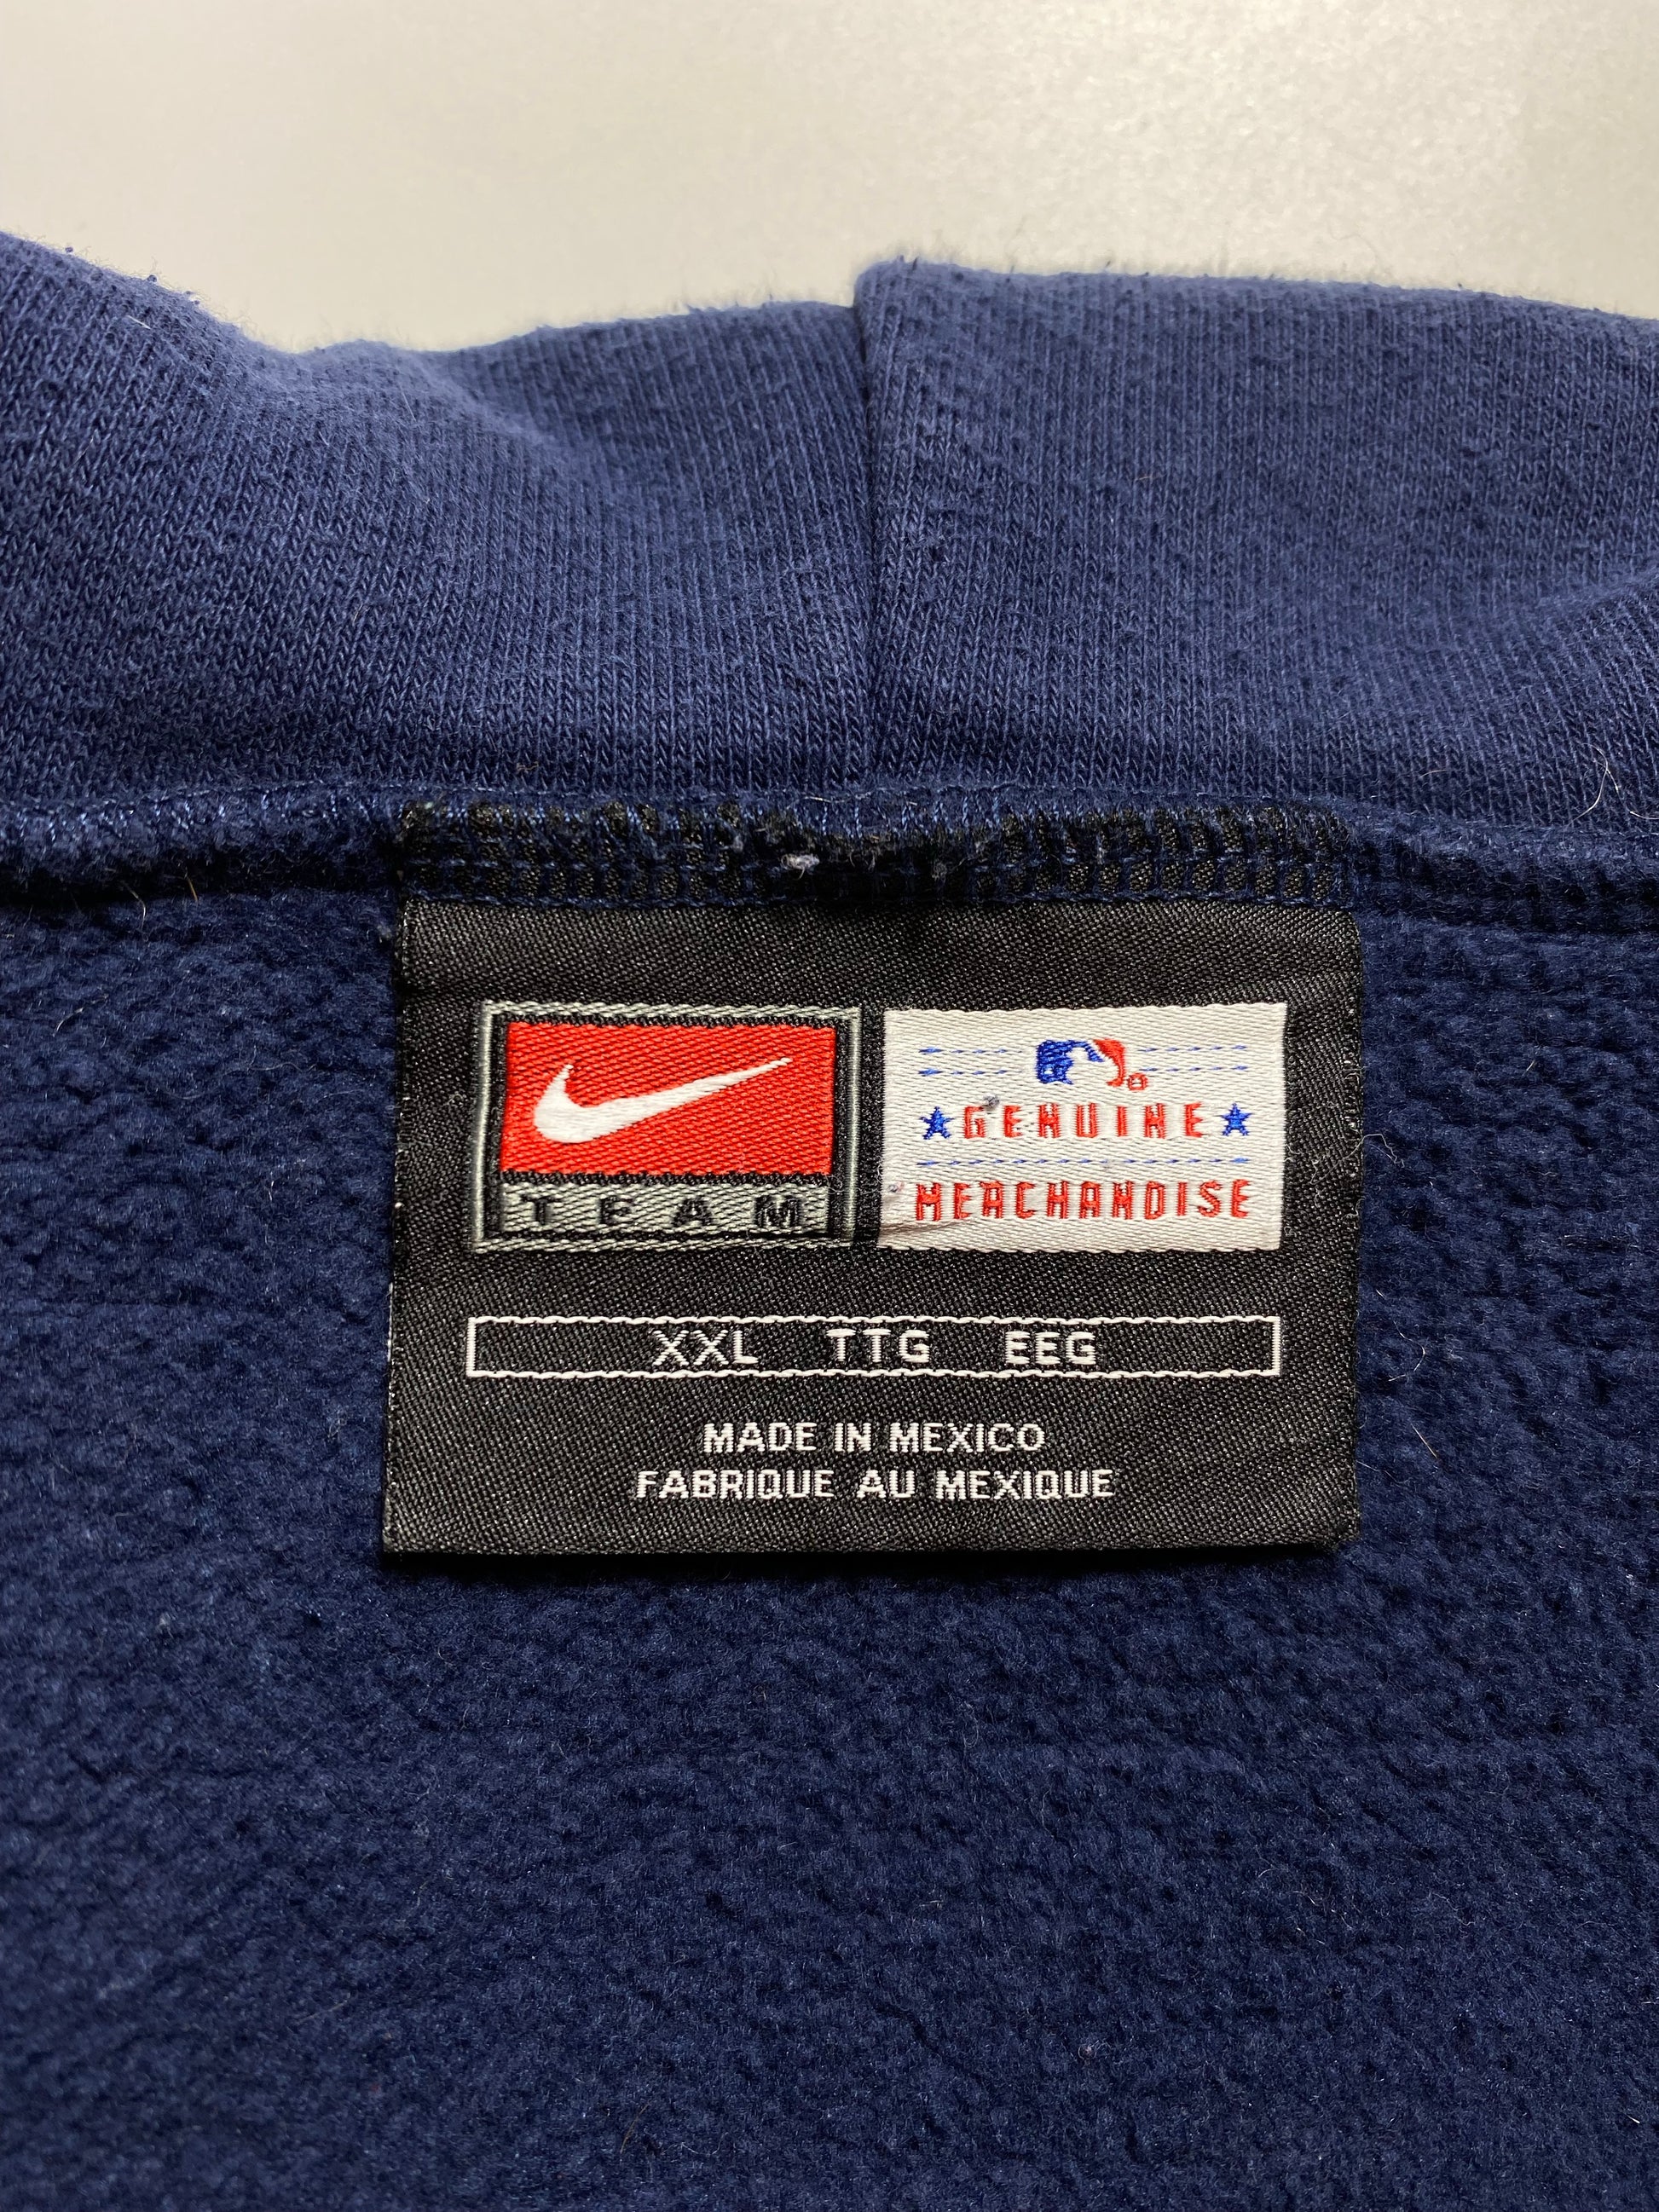 TEAM
GENUINE
MERCHANDISE
XXL TTG EEG
MADE IN MEXICO
FABRIQUE AU MEXIQUE